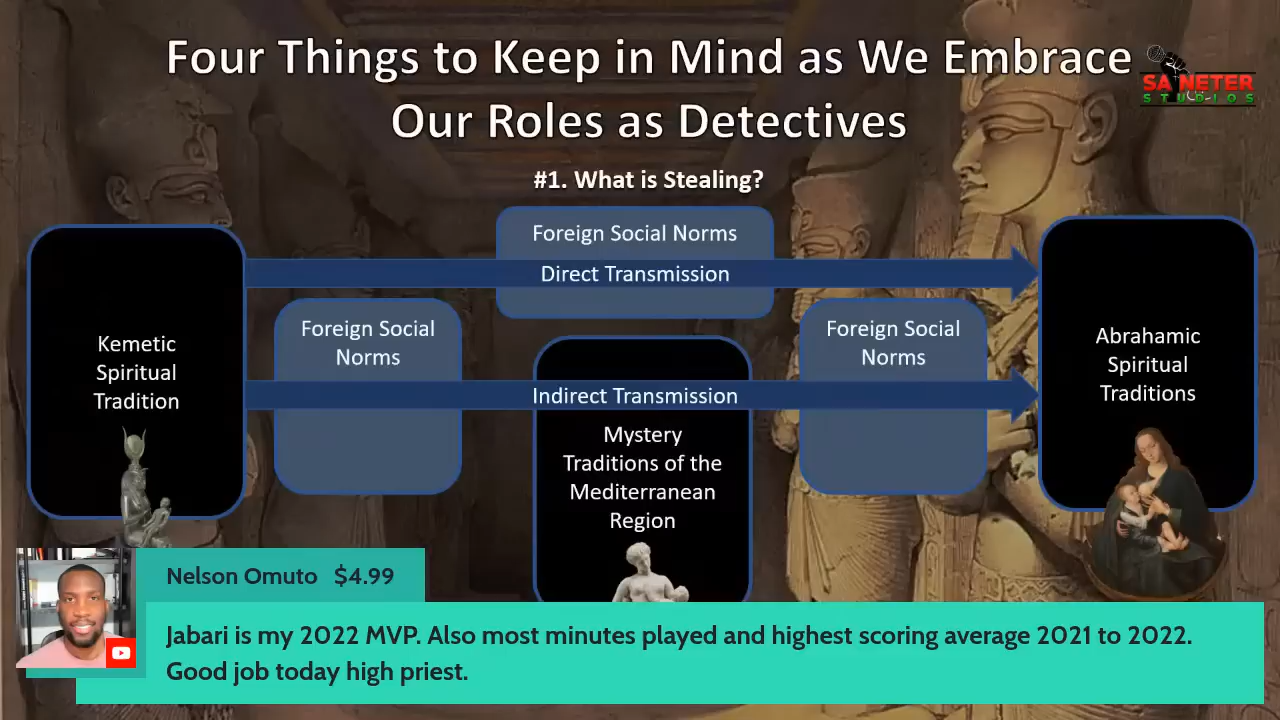 Four Things to Keep in Mind as We Embrace
Our Roles as Detectives
SA NETER
STUDIOS
#1. What is Stealing?
Foreign Social Norms
Direct Transmission
Foreign Social
Norms
Foreign Social
Norms
Kemetic
Spiritual
Tradition
Abrahamic
Spiritual
Traditions
Indirect Transmission
Mystery
Traditions of the
Mediterranean
Region
Nelson Omuto $4.99
Jabari is my 2022 MVP. Also most minutes played and highest scoring average 2021 to 2022.
Good job today high priest.